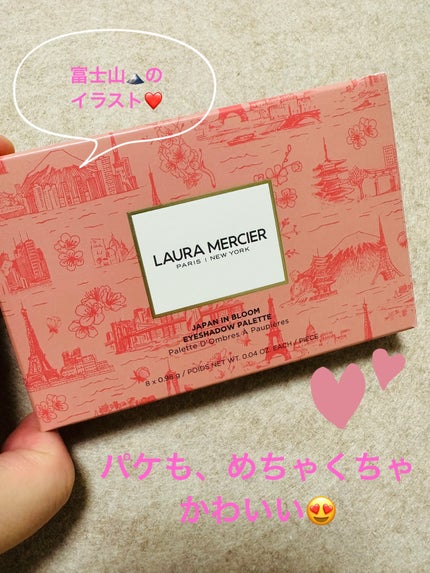 富士山🗻の
イラスト❤️
LAURA MERCIER
PARIS | NEW YORK
JAPAN IN BLOOM
EYESHADOW PALETTE
Palette D'Ombres À Paupières
8 x 0.98 g / POIDS NET WT. 0.04 OZ. EACH / PIÈCE
パケも、めちゃくちゃ
かわいい😍